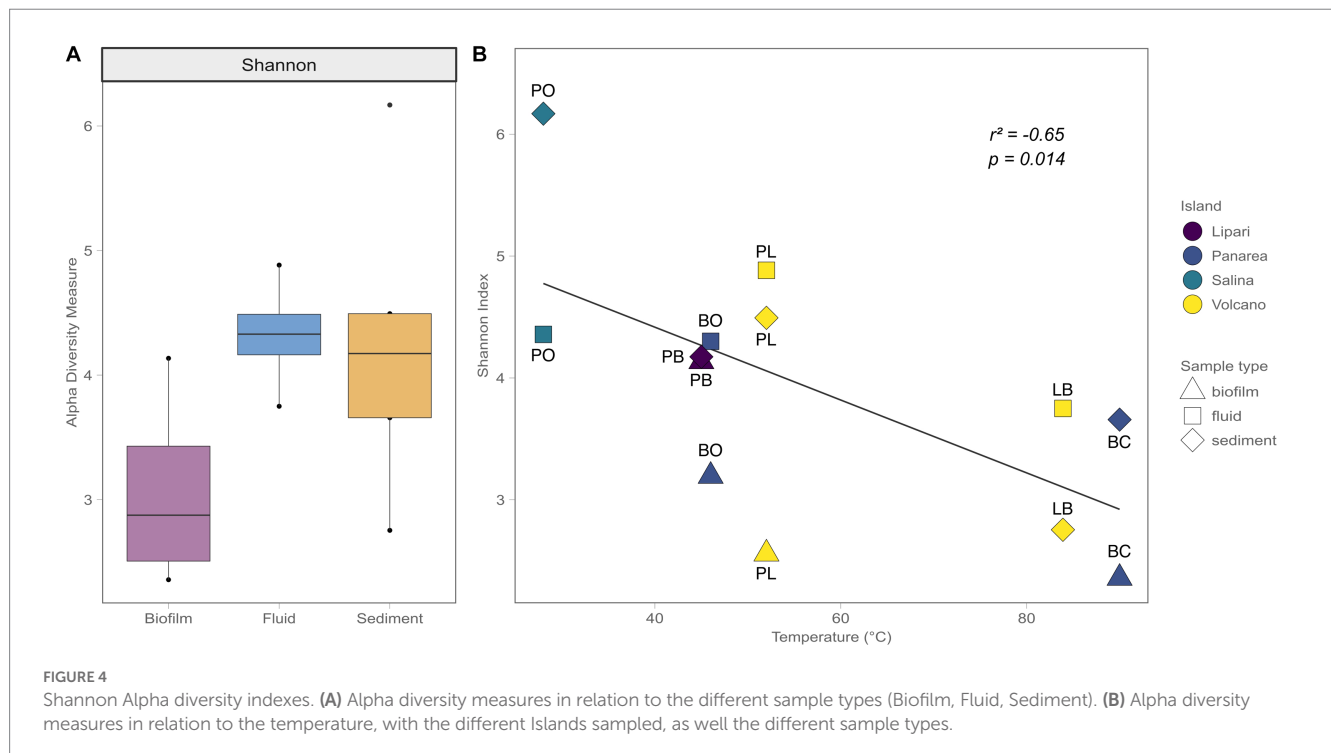 A
Shannon
Alpha Diversity Measure
6
5
4
3
Biofilm
Fluid
Sediment
B
Shannon Index
6
5
4
3
PO
r² = -0.65
p = 0.014
PL
BO
PL
PO
PB
PB
LB
BC
BO
LB
PL
BC
40
60
80
Temperature (°C)
Island
Lipari
Panarea
Salina
Volcano
Sample type
biofilm
fluid
sediment
FIGURE 4
Shannon Alpha diversity indexes. (A) Alpha diversity measures in relation to the different sample types (Biofilm, Fluid, Sediment). (B) Alpha diversity
measures in relation to the temperature, with the different Islands sampled, as well the different sample types.